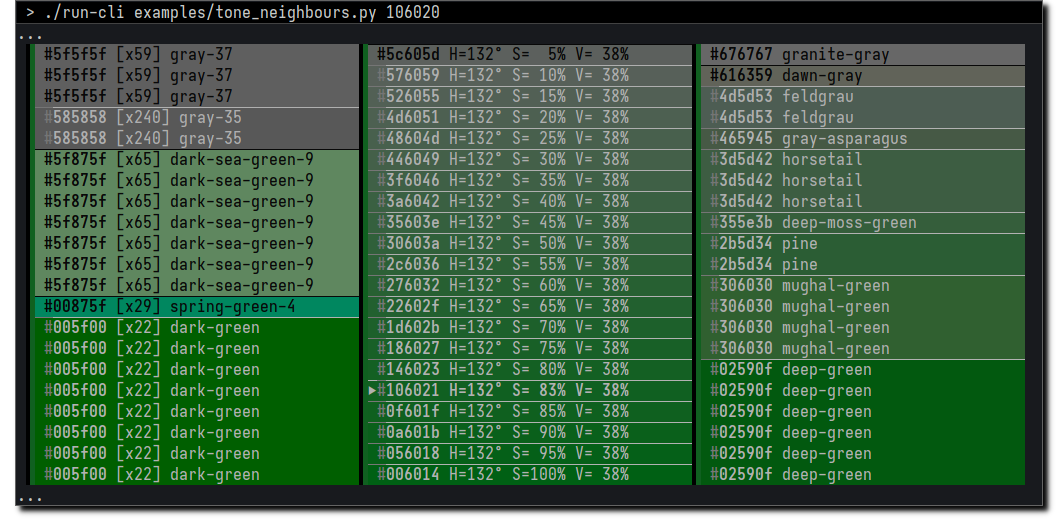 > ./run-cli examples/tone_neighbours.py 106020
...
#5f5f5f [x59] gray-37 #5c605d H=132° S=  5% V= 38% #676767 granite-gray
#5f5f5f [x59] gray-37 #576059 H=132° S= 10% V= 38% #616359 dawn-gray
#5f5f5f [x59] gray-37 #526055 H=132° S= 15% V= 38% #4d5d53 feldgrau
#585858 [x240] gray-35 #4d6051 H=132° S= 20% V= 38% #4d5d53 feldgrau
#585858 [x240] gray-35 #48604d H=132° S= 25% V= 38% #465945 gray-asparagus
#5f875f [x65] dark-sea-green-9 #446049 H=132° S= 30% V= 38% #3d5d42 horsetail
#5f875f [x65] dark-sea-green-9 #3f6046 H=132° S= 35% V= 38% #3d5d42 horsetail
#5f875f [x65] dark-sea-green-9 #3a6042 H=132° S= 40% V= 38% #3d5d42 horsetail
#5f875f [x65] dark-sea-green-9 #35603e H=132° S= 45% V= 38% #355e3b deep-moss-green
#5f875f [x65] dark-sea-green-9 #30603a H=132° S= 50% V= 38% #2b5d34 pine
#5f875f [x65] dark-sea-green-9 #2c6036 H=132° S= 55% V= 38% #2b5d34 pine
#5f875f [x65] dark-sea-green-9 #276032 H=132° S= 60% V= 38% #306030 mughal-green
#00875f [x29] spring-green-4 #22602f H=132° S= 65% V= 38% #306030 mughal-green
#005f00 [x22] dark-green #1d602b H=132° S= 70% V= 38% #306030 mughal-green
#005f00 [x22] dark-green #186027 H=132° S= 75% V= 38% #306030 mughal-green
#005f00 [x22] dark-green #146023 H=132° S= 80% V= 38% #02590f deep-green
#005f00 [x22] dark-green ▶#106021 H=132° S= 83% V= 38% #02590f deep-green
#005f00 [x22] dark-green #0f601f H=132° S= 85% V= 38% #02590f deep-green
#005f00 [x22] dark-green #0a601b H=132° S= 90% V= 38% #02590f deep-green
#005f00 [x22] dark-green #056018 H=132° S= 95% V= 38% #02590f deep-green
#005f00 [x22] dark-green #006014 H=132° S=100% V= 38% #02590f deep-green
...